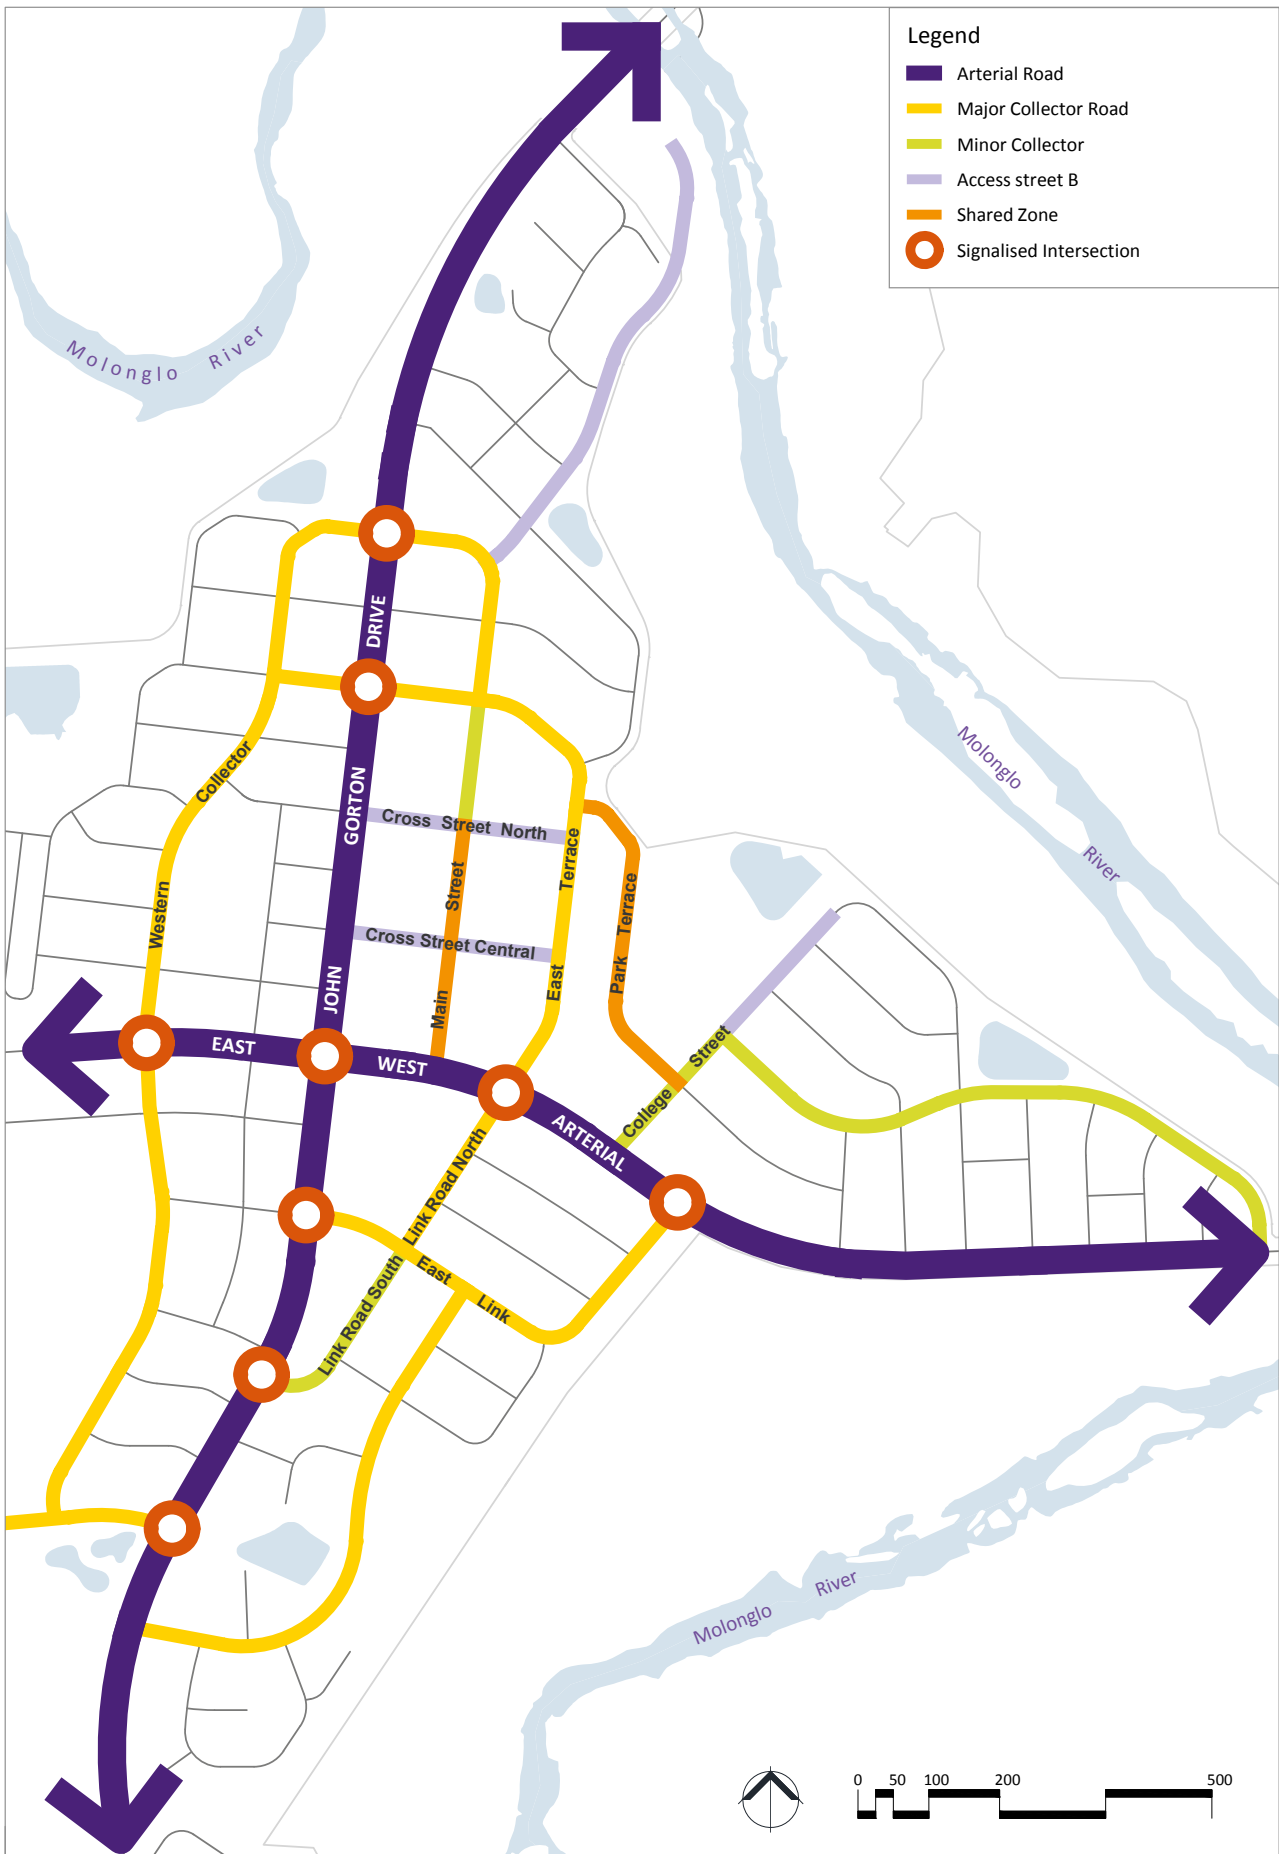 Legend
Arterial Road
Major Collector Road
Minor Collector
Access street B
Shared Zone
Signalised Intersection
Molonglo River
DRIVE
Molonglo
River
Collector
GORTON
Cross Street North
Terrace
Street
Western
Park Terrace
Cross Street Central
East
JOHN
Main
EAST
WEST
ARTERIAL
College Street
Link Road North
East Link
Link Road South
Molonglo River
0 50 100 200 500